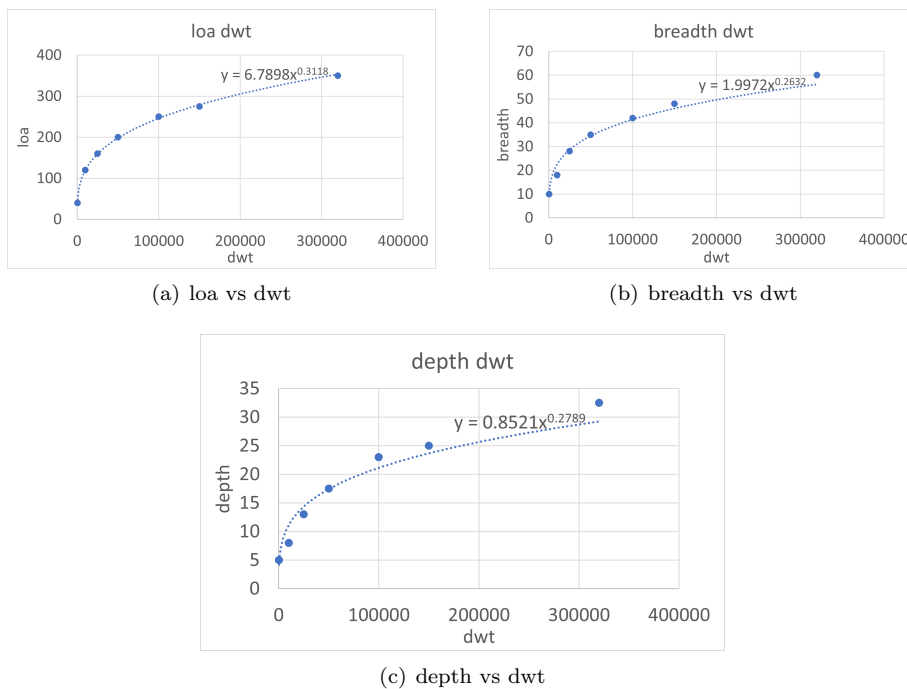 loa dwt
400
300
200
100
0
loa
y = 6.7898x^0.3118
0 100000 200000 300000 400000
dwt
(a) loa vs dwt
breadth dwt
70
60
50
40
30
20
10
0
breadth
y = 1.9972x^0.2632
0 100000 200000 300000 400000
dwt
(b) breadth vs dwt
depth dwt
35
30
25
20
15
10
5
0
depth
y = 0.8521x^0.2789
0 100000 200000 300000 400000
dwt
(c) depth vs dwt